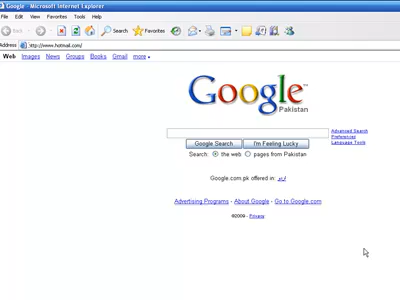 Google - Microsoft Internet Explorer
File Edit View Favorites Tools Help
Back Search Favorites
Address http://www.hotmail.com/
Web Images News Groups Books Gmail more
Google
Pakistan
Advanced Search
Preferences
Language Tools
Google Search I'm Feeling Lucky
Search: the web pages from Pakistan
Google.com.pk offered in: اردو
Advertising Programs - About Google - Go to Google.com
©2009 - Privacy